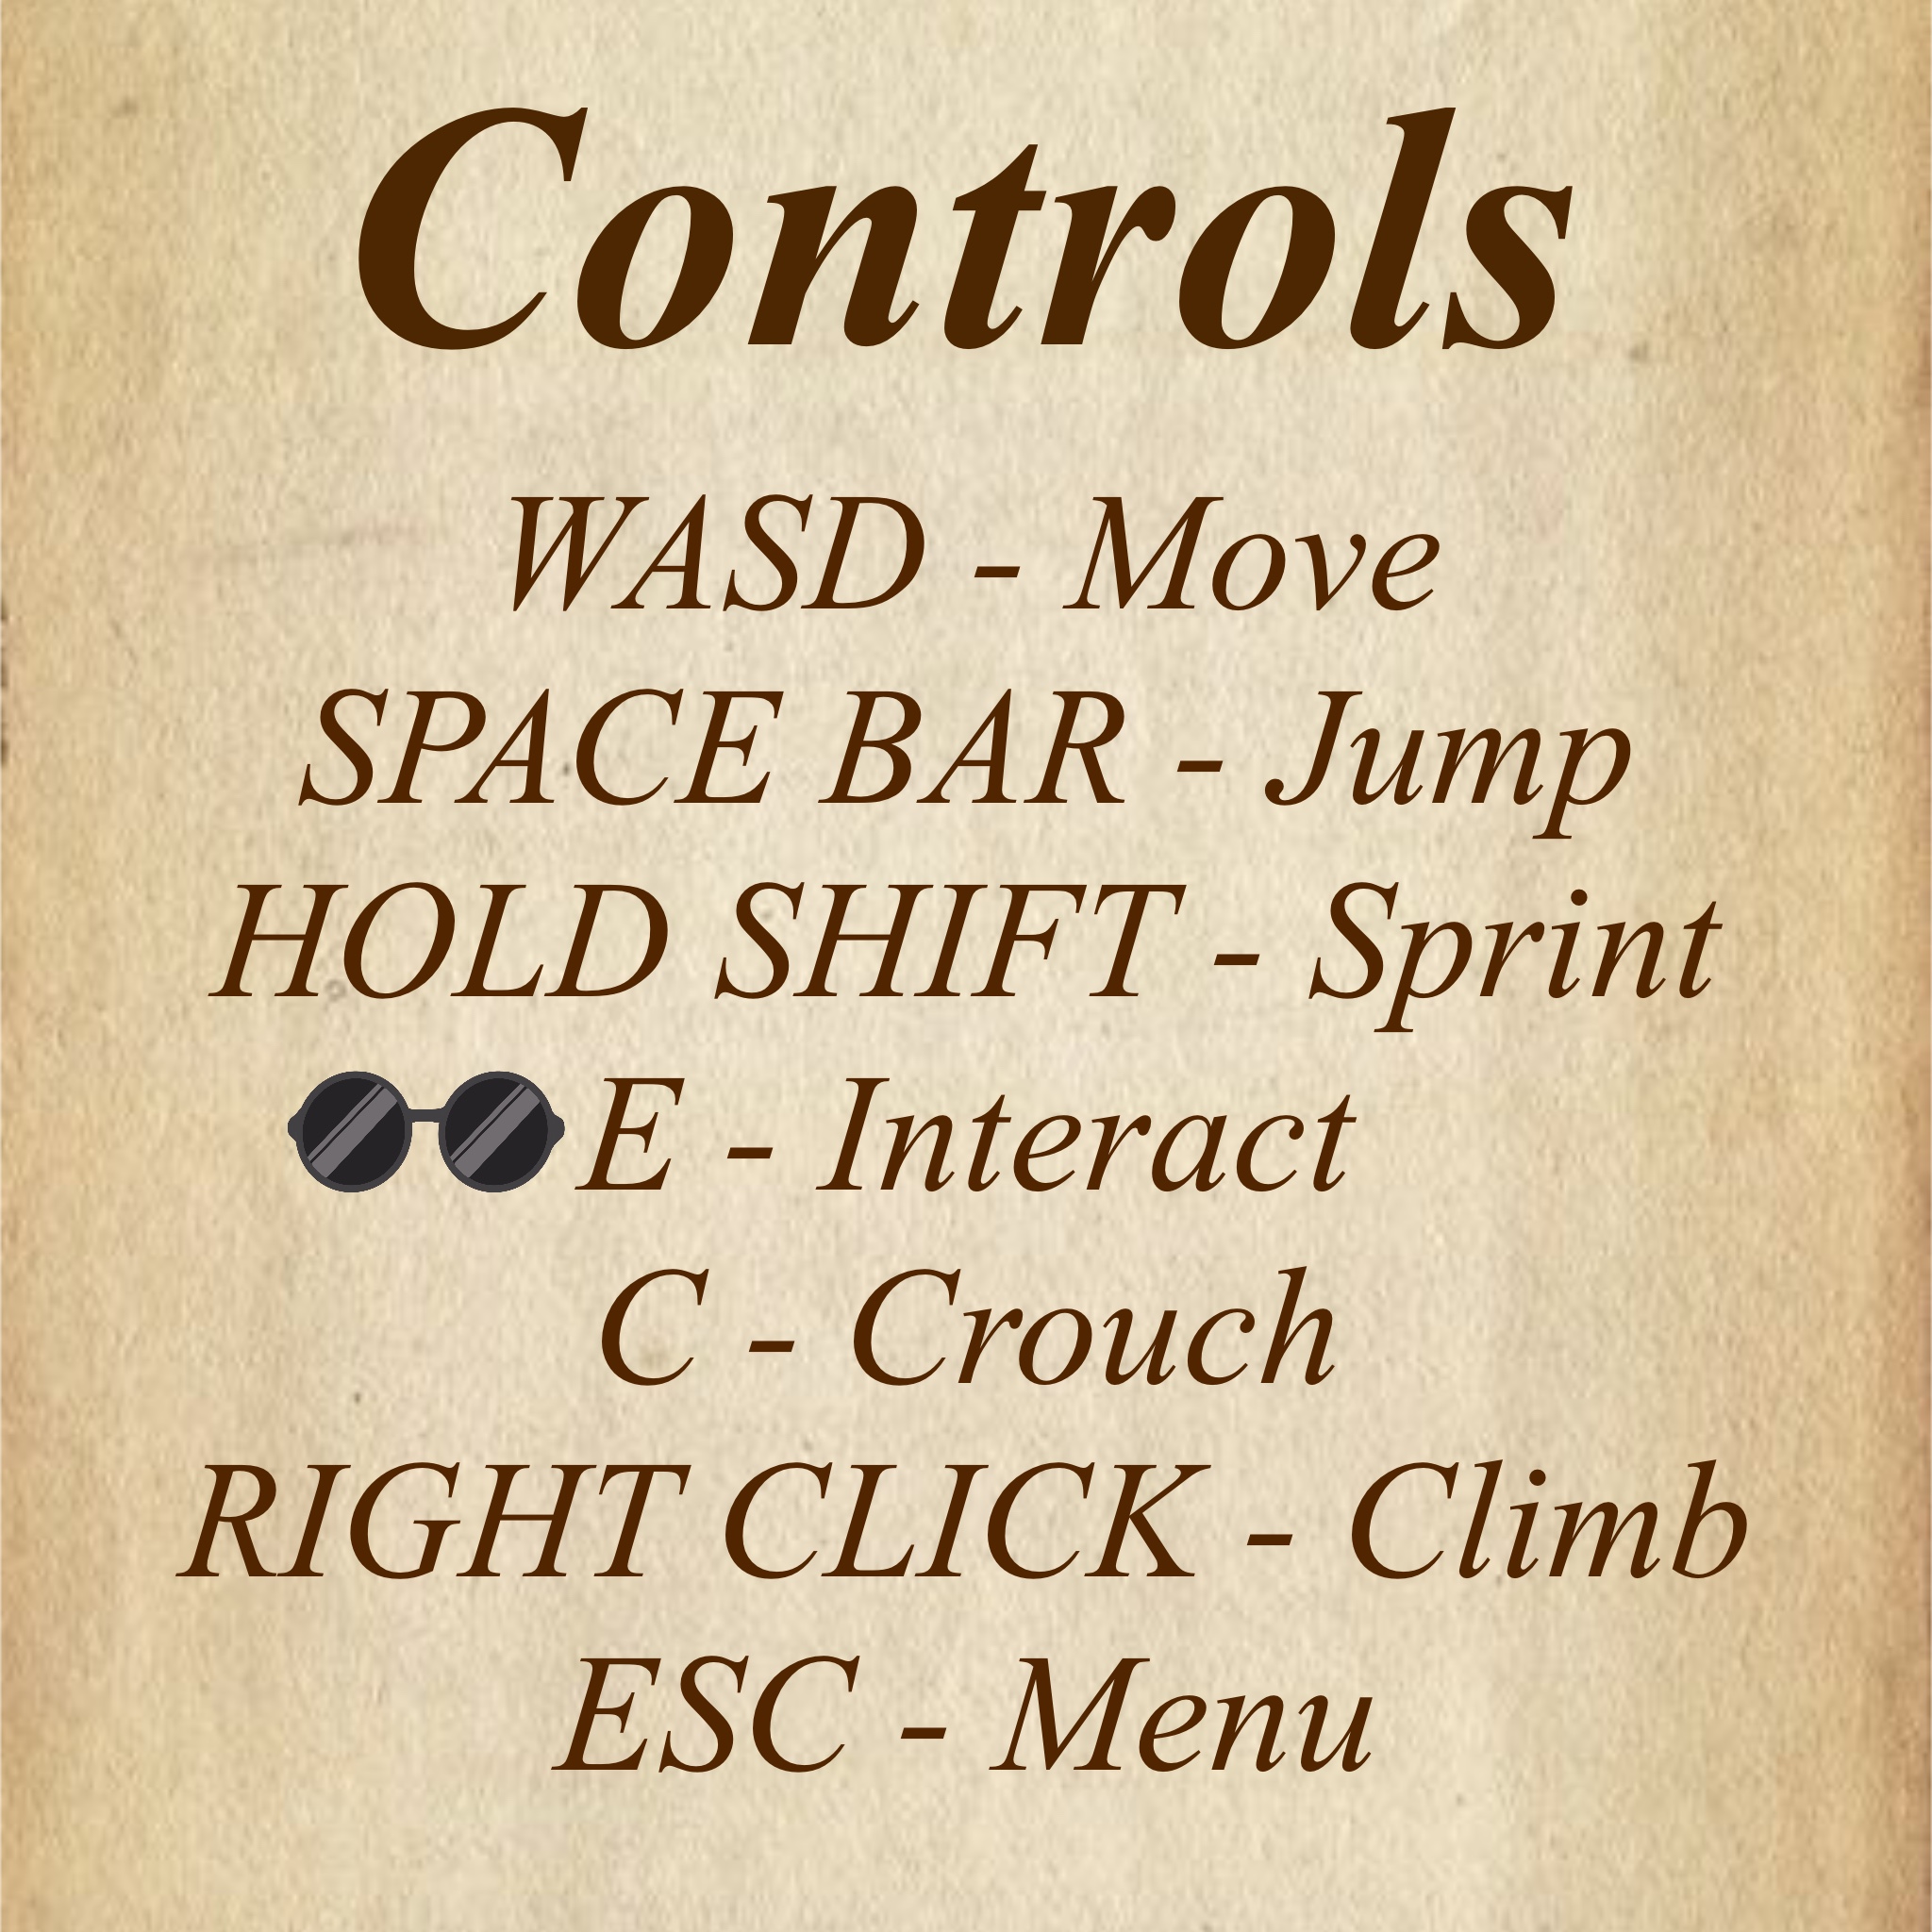 Controls
WASD - Move
SPACE BAR - Jump
HOLD SHIFT - Sprint
E - Interact
C - Crouch
RIGHT CLICK - Climb
ESC - Menu